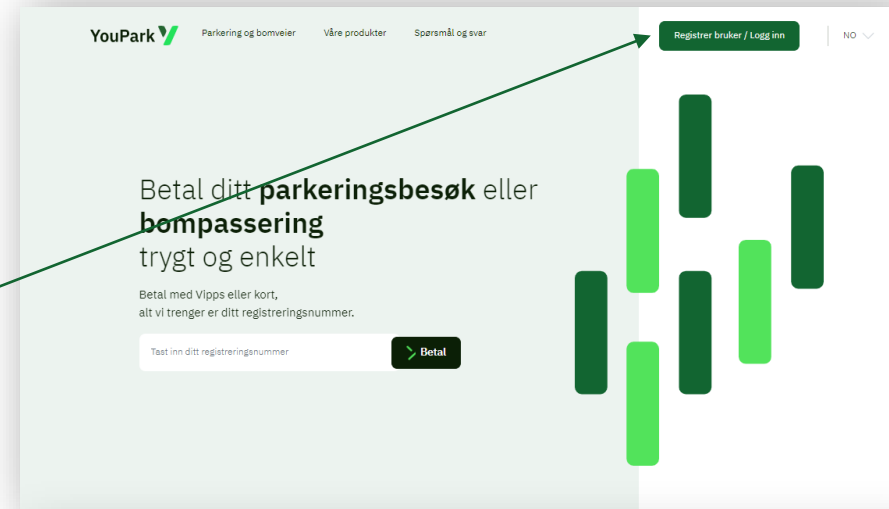 YouPark
Parkering og bomveier
Våre produkter
Spørsmål og svar
Registrer bruker / Logg inn
NO
Betal ditt parkeringsbesøk eller
bompassering
trygt og enkelt
Betal med Vipps eller kort,
alt vi trenger er ditt registreringsnummer.
Tast inn ditt registreringsnummer
Betal